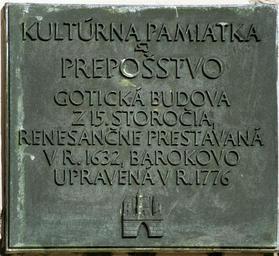 KULTÚRNA PAMIATKA
PREPOŠSTVO
GOTICKÁ BUDOVA
Z 15. STOROČIA,
RENESANČNE PRESTAVANÁ
V R. 1632, BAROKOVO
UPRAVENÁ V R. 1776